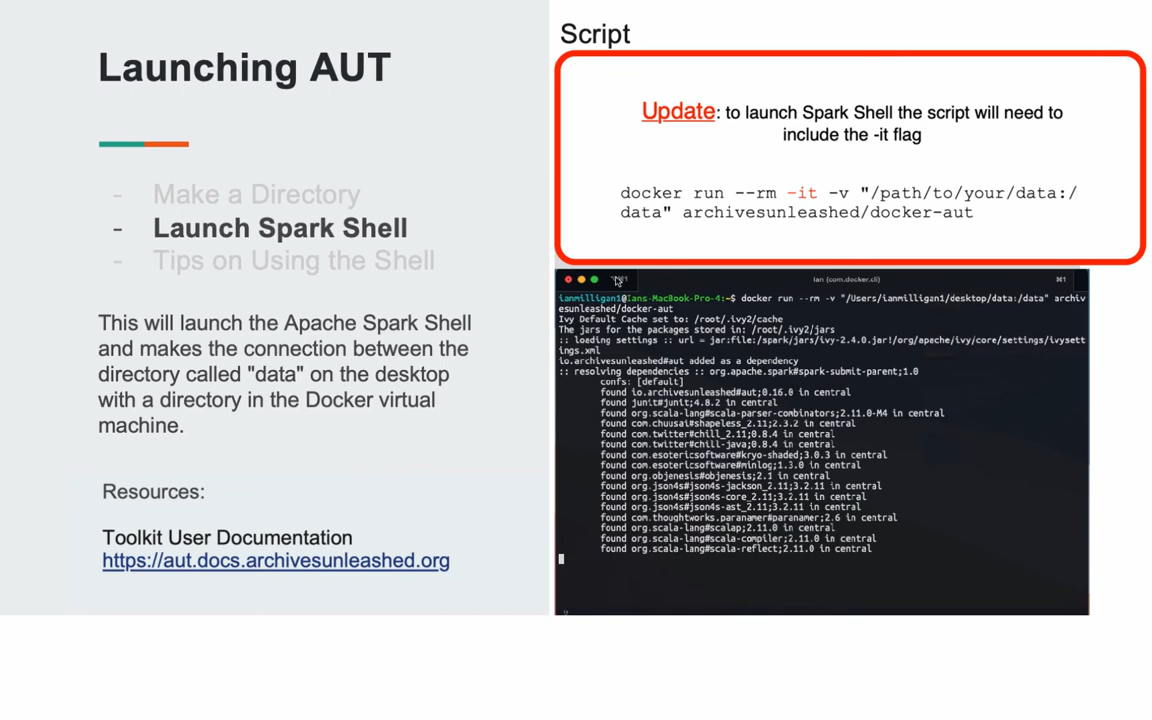 Launching AUT
- Make a Directory
- Launch Spark Shell
- Tips on Using the Shell
This will launch the Apache Spark Shell
and makes the connection between the
directory called "data" on the desktop
with a directory in the Docker virtual
machine.
Resources:
Toolkit User Documentation
https://aut.docs.archivesunleashed.org
Script
Update: to launch Spark Shell the script will need to
include the -it flag
docker run --rm -it -v "/path/to/your/data:/
data" archivesunleashed/docker-aut
Ian (com.docker.cli)
⌘1
ianmilligan1@Ians-MacBook-Pro-4:~$ docker run --rm -v "/Users/ianmilligan1/desktop/data:/data" archiv
esunleashed/docker-aut
Ivy Default Cache set to: /root/.ivy2/cache
The jars for the packages stored in: /root/.ivy2/jars
:: loading settings :: url = jar:file:/spark/jars/ivy-2.4.0.jar!/org/apache/ivy/core/settings/ivysett
ings.xml
io.archivesunleashed#aut added as a dependency
:: resolving dependencies :: org.apache.spark#spark-submit-parent;1.0
confs: [default]
found io.archivesunleashed#aut;0.16.0 in central
found junit#junit;4.8.2 in central
found org.scala-lang#scala-parser-combinators;2.11.0-M4 in central
found com.chuusai#shapeless_2.11;2.3.2 in central
found com.twitter#chill_2.11;0.8.4 in central
found com.twitter#chill-java;0.8.4 in central
found com.esotericsoftware#kryo-shaded;3.0.3 in central
found com.esotericsoftware#minlog;1.3.0 in central
found org.objenesis#objenesis;2.1 in central
found org.json4s#json4s-jackson_2.11;3.2.11 in central
found org.json4s#json4s-core_2.11;3.2.11 in central
found org.json4s#json4s-ast_2.11;3.2.11 in central
found com.thoughtworks.paranamer#paranamer;2.6 in central
found org.scala-lang#scalap;2.11.0 in central
found org.scala-lang#scala-compiler;2.11.0 in central
found org.scala-lang#scala-reflect;2.11.0 in central